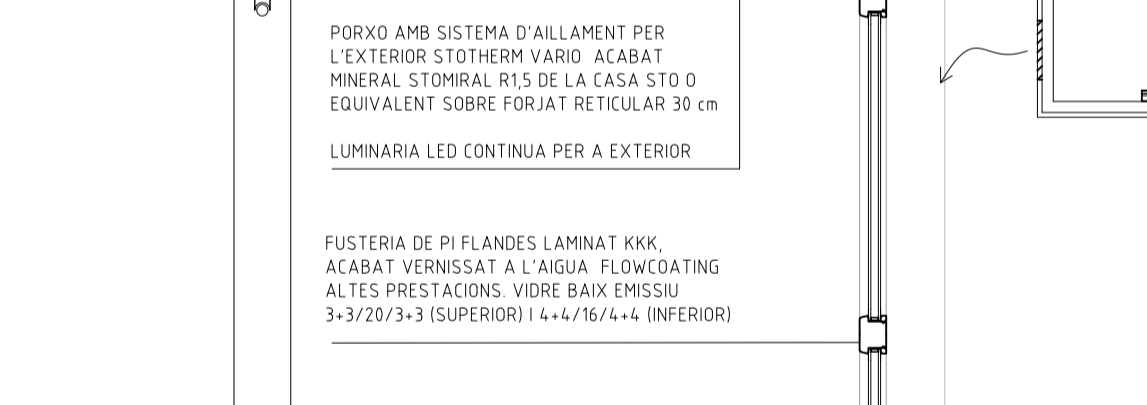 PORXO AMB SISTEMA D'AILLAMENT PER
L'EXTERIOR STOTHERM VARIO ACABAT
MINERAL STOMIRAL R1,5 DE LA CASA STO O
EQUIVALENT SOBRE FORJAT RETICULAR 30 cm
LUMINARIA LED CONTINUA PER A EXTERIOR
FUSTERIA DE PI FLANDES LAMINAT KKK,
ACABAT VERNISSAT A L'AIGUA FLOWCOATING
ALTES PRESTACIONS. VIDRE BAIX EMISSIU
3+3/20/3+3 (SUPERIOR) I 4+4/16/4+4 (INFERIOR)